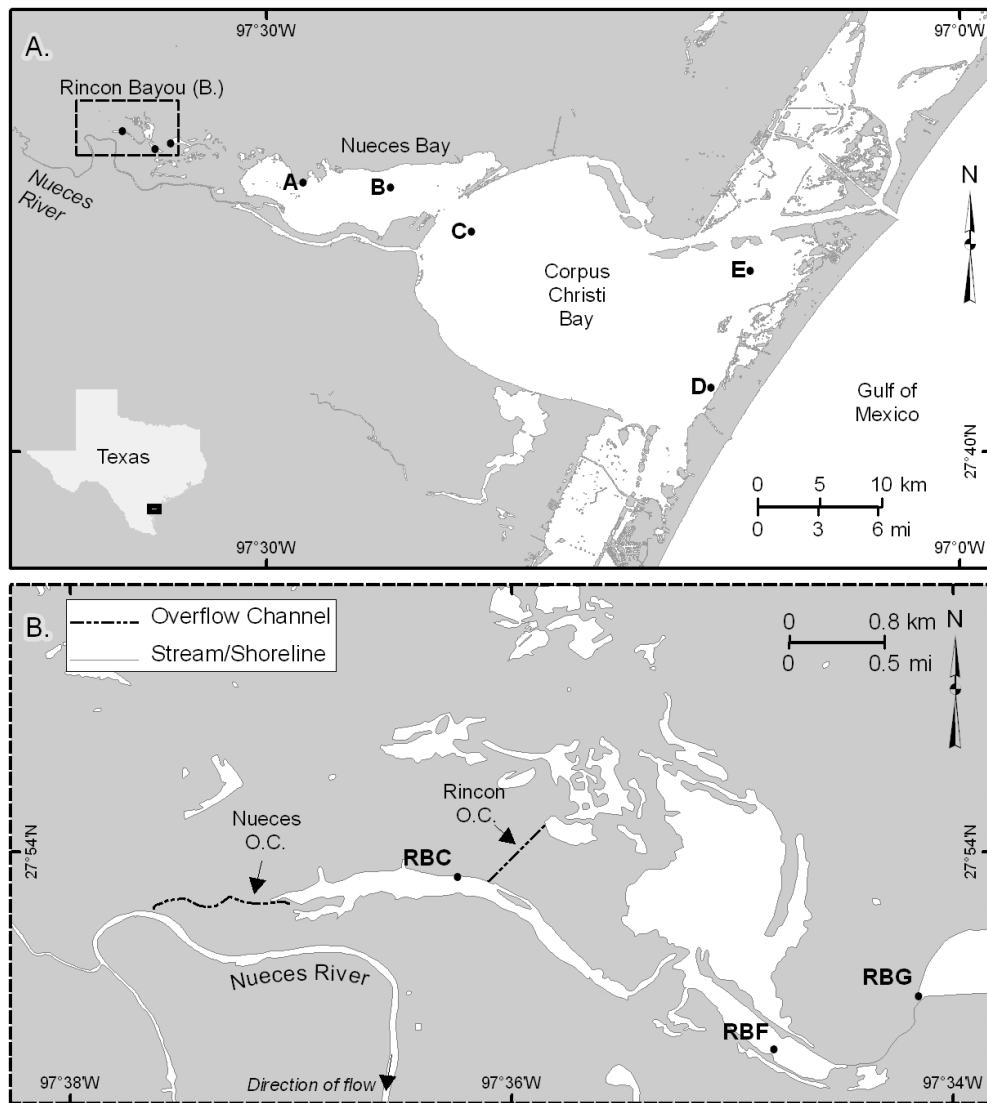 A.
97°30'W
97°0'W
Rincon Bayou (B.)
Nueces Bay
Nueces
River
A
B
C
N
E
Corpus
Christi
Bay
D
Gulf of
Mexico
27°40'N
Texas
0 5 10 km
0 3 6 mi
97°30'W
97°0'W
B.
Overflow Channel
Stream/Shoreline
0 0.8 km
0 0.5 mi
N
Rincon
O.C.
Nueces
O.C.
27°54'N
27°54'N
RBC
Nueces River
RBG
RBF
Direction of flow
97°38'W
97°36'W
97°34'W